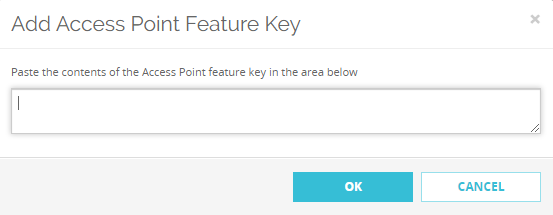 Add Access Point Feature Key
Paste the contents of the Access Point feature key in the area below
OK
CANCEL